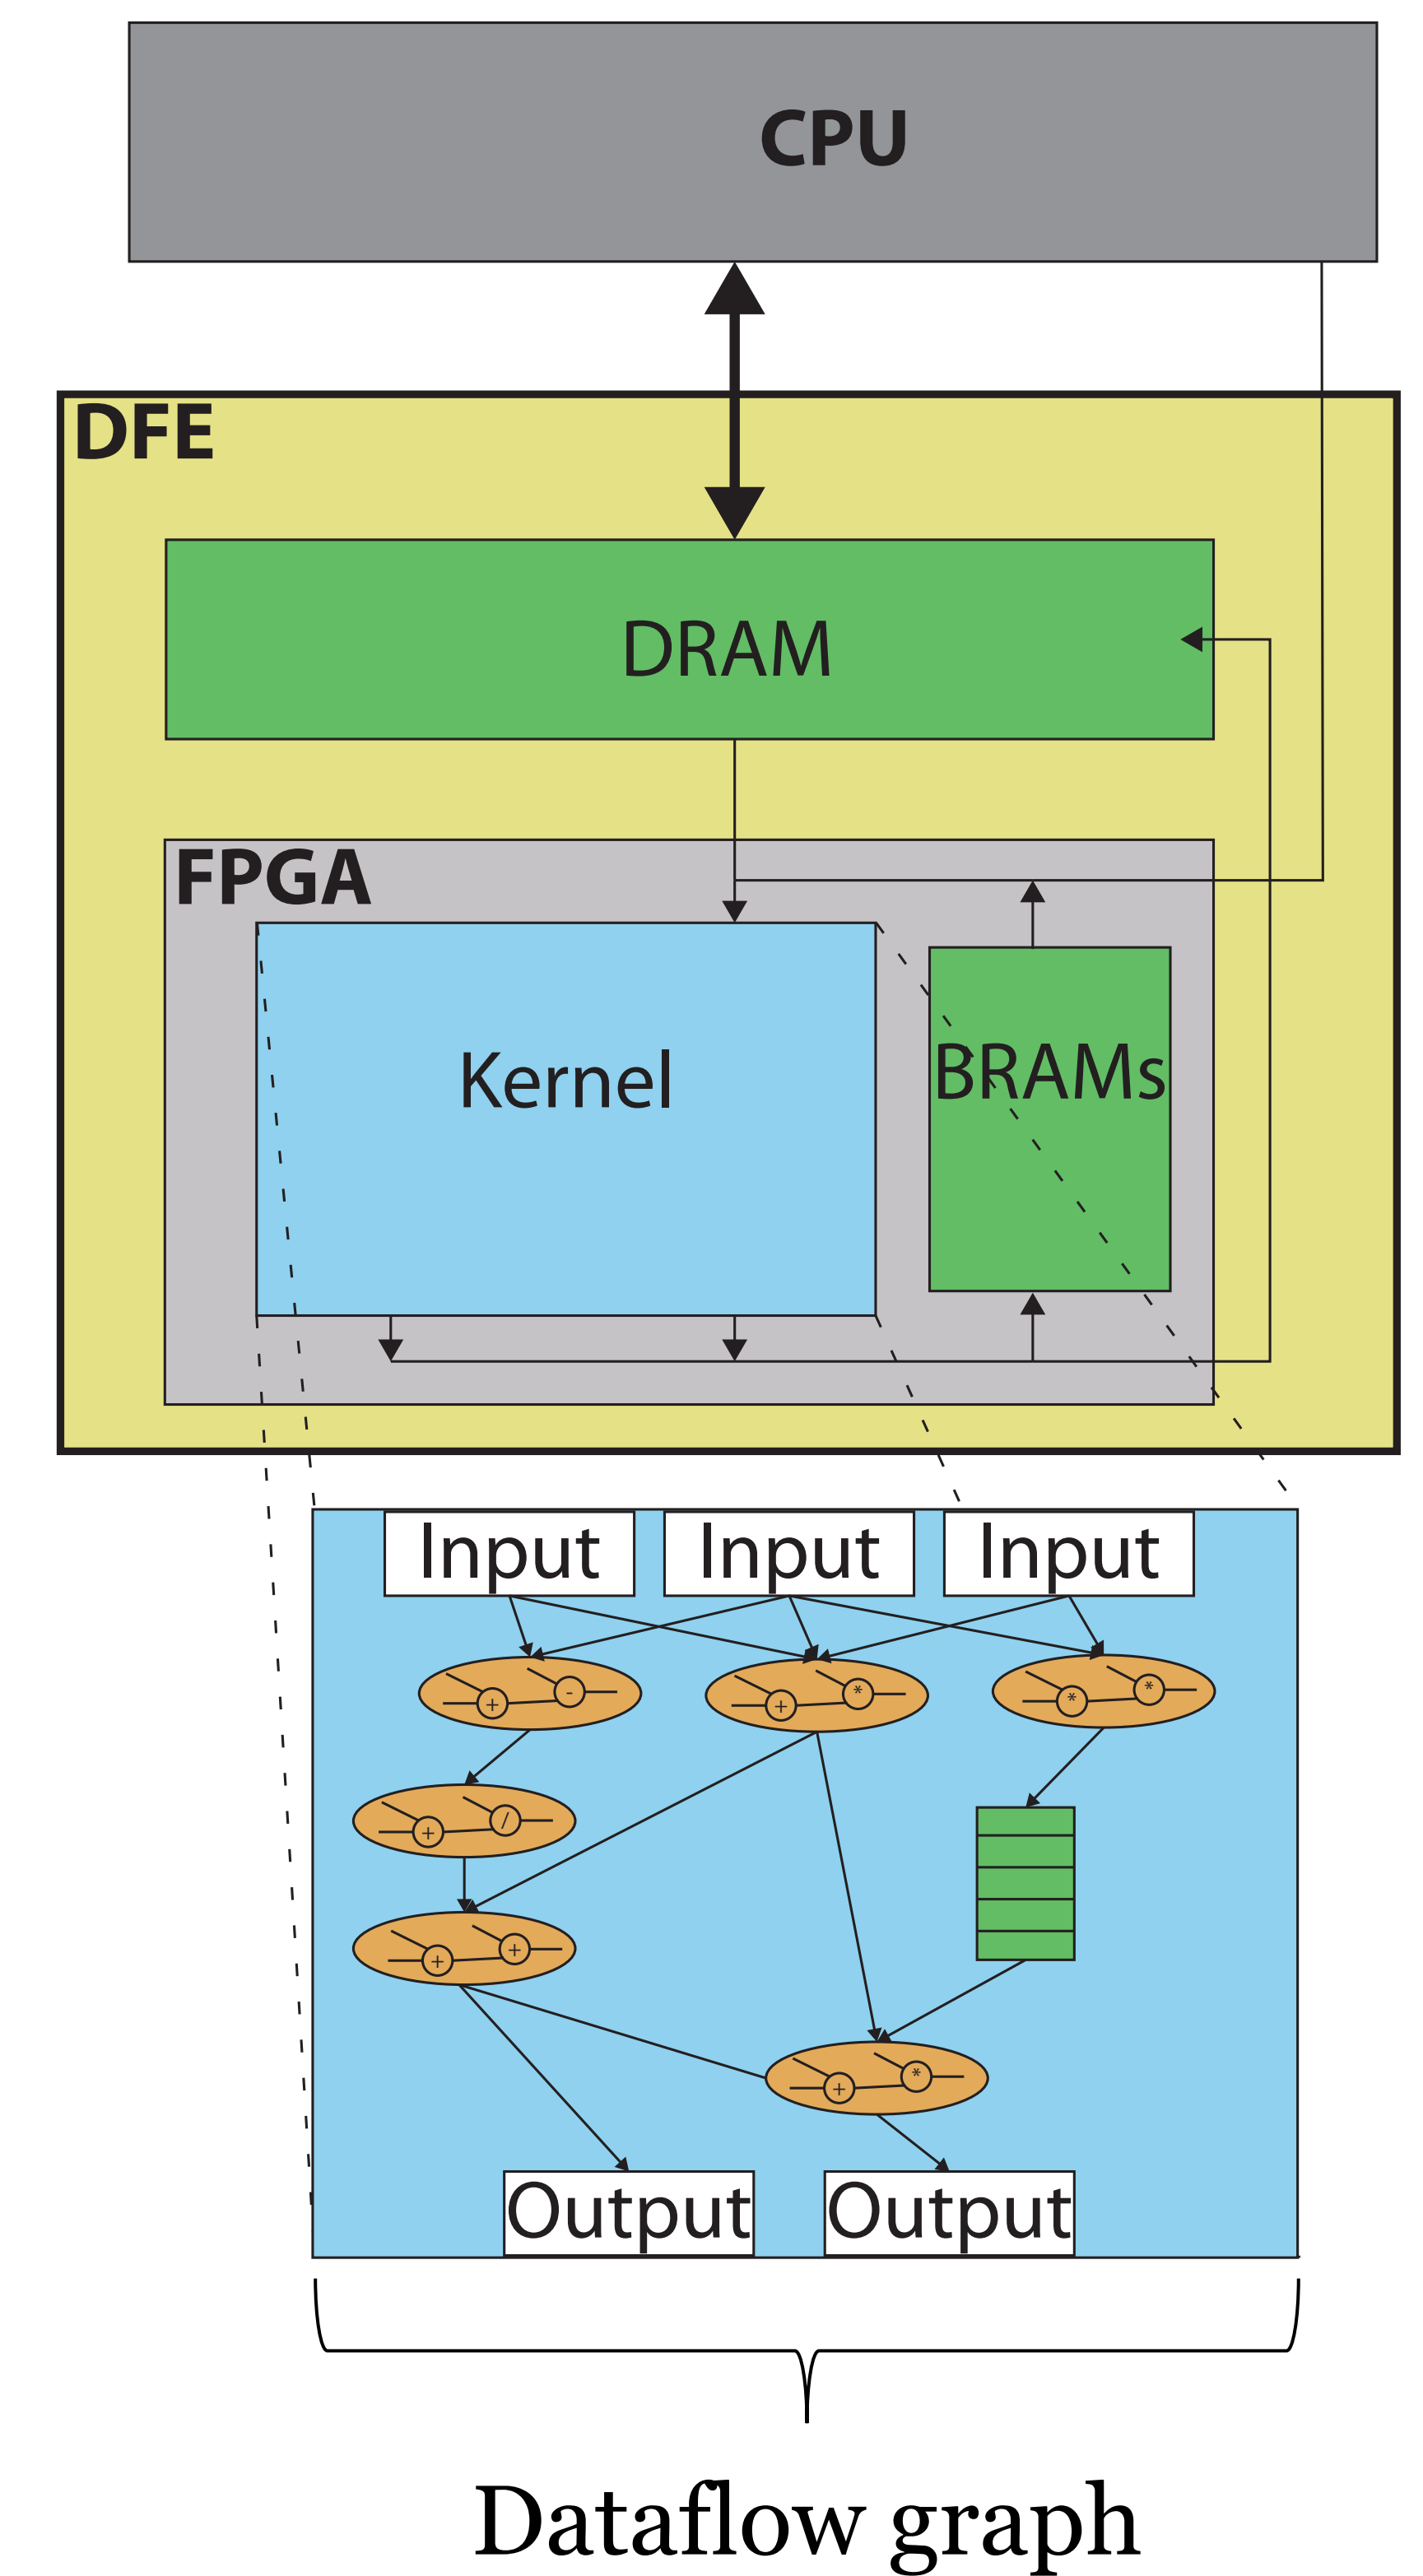 CPU
DFE
DRAM
FPGA
Kernel
BRAMs
Input Input Input
+ - + * * *
+ /
+ +
+ *
Output Output
Dataflow graph